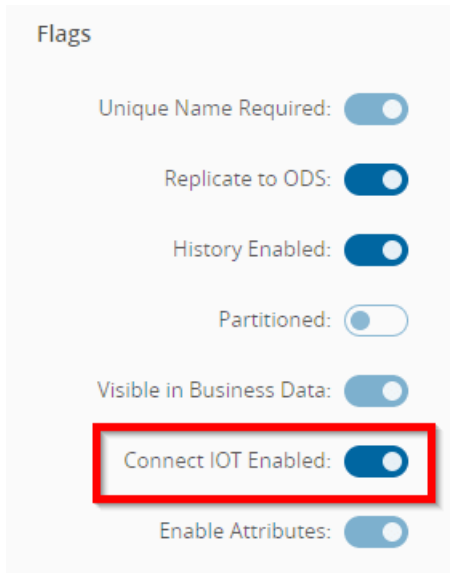 Flags
Unique Name Required:
Replicate to ODS:
History Enabled:
Partitioned:
Visible in Business Data:
Connect IOT Enabled:
Enable Attributes: